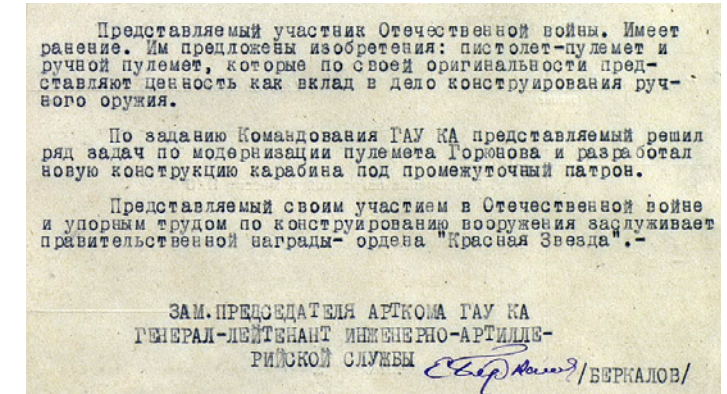 Представляемый участник Отечественной войны. Имеет
ранение. Им предложены изобретения: пистолет-пулемет и
ручной пулемет, которые по своей оригинальности пред-
ставляют ценность как вклад в дело конструирования руч-
ного оружия.
По заданию Командования ГАУ КА представляемый решил
ряд задач по модернизации пулемета Горюнова и разработал
новую конструкцию карабина под промежуточный патрон.
Представляемый своим участием в Отечественной войне
и упорным трудом по конструированию вооружения заслуживает
правительственной награды- ордена "Красная Звезда".-
ЗАМ.ПРЕДСЕДАТЕЛЯ АРТКОМА ГАУ КА
ГЕНЕРАЛ-ЛЕЙТЕНАНТ ИНЖЕНЕРНО-АРТИЛЛЕ-
РИЙСКОЙ СЛУЖБЫ
/БЕРКАЛОВ/